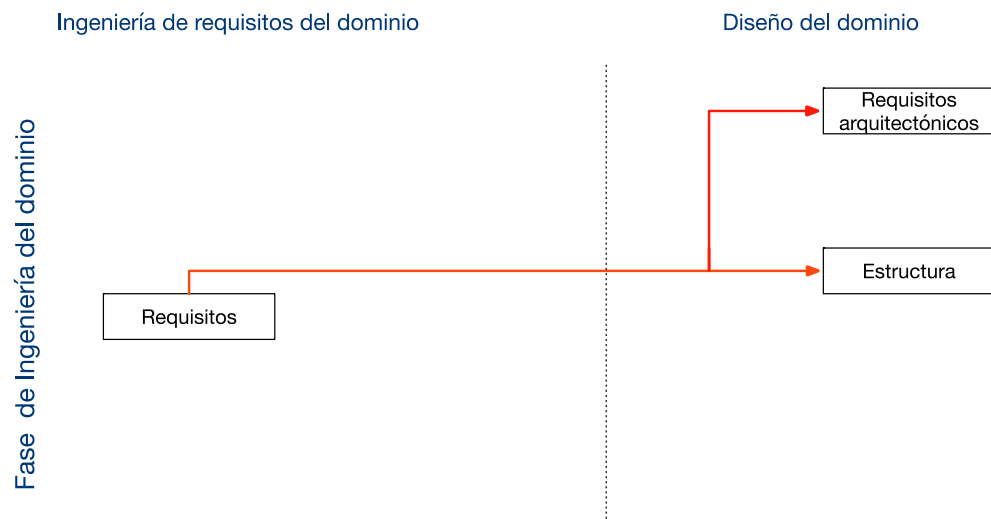 Ingeniería de requisitos del dominio
Diseño del dominio
Fase de Ingeniería del dominio
Requisitos
arquitectónicos
Estructura
Requisitos